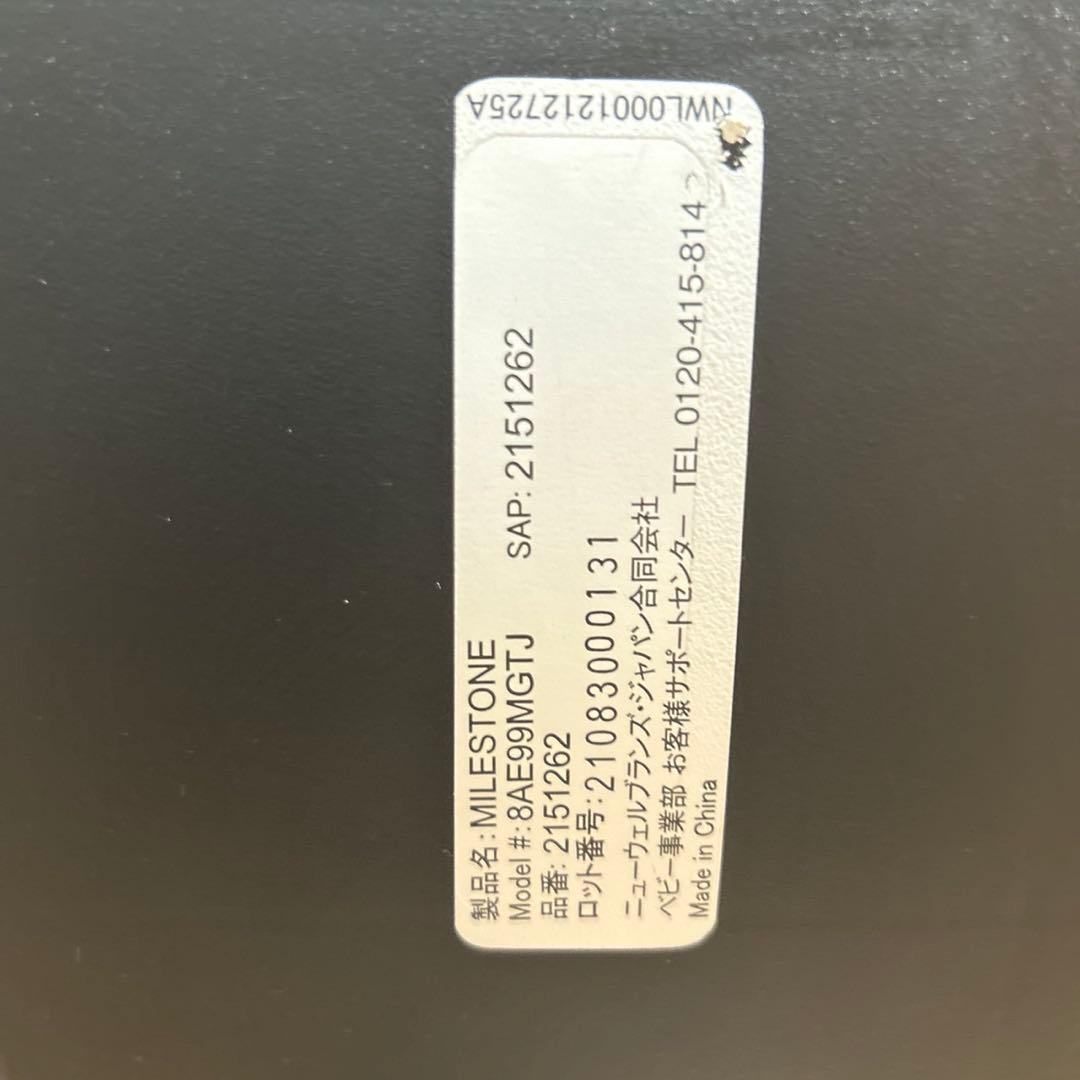 製品名:MILESTONE
Model #:8AE99MGTJ SAP: 2151262
品番: 2151262
ロット番号:21083000131
ニューウェルブランズ・ジャパン合同会社
ベビー事業部 お客様サポートセンター TEL 0120-415-814
Made in China
NWL0001212725A